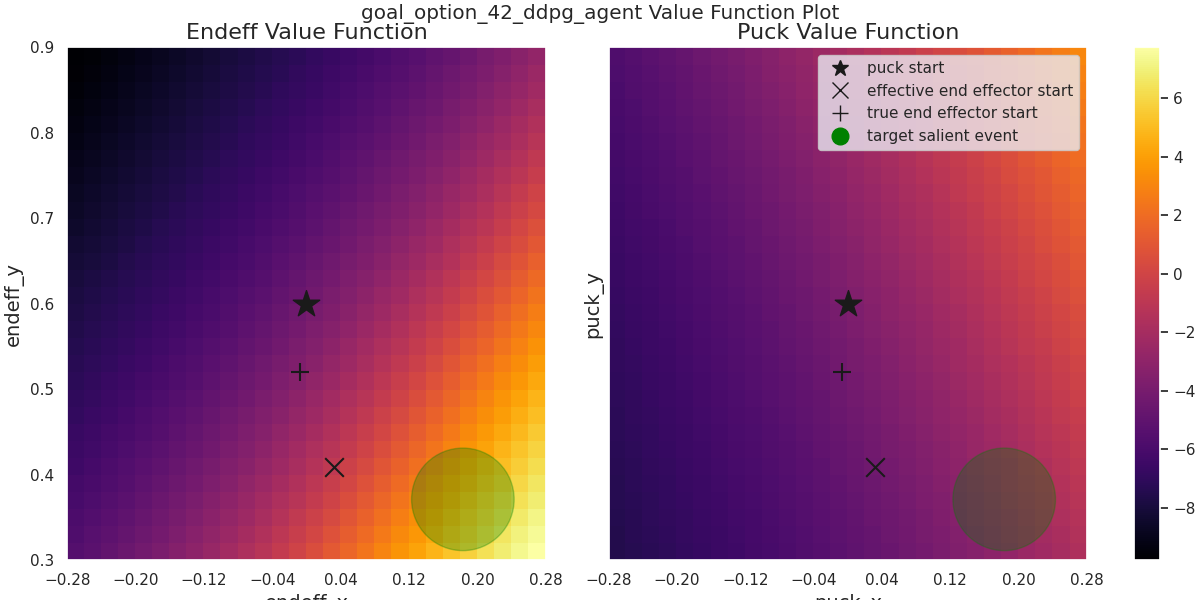 goal_option_42_ddpg_agent Value Function Plot
Endeff Value Function
Puck Value Function
0.9
0.8
0.7
0.6
0.5
0.4
0.3
endeff_y
−0.28 −0.20 −0.12 −0.04 0.04 0.12 0.20 0.28
endeff_x
puck_y
puck start
effective end effector start
true end effector start
target salient event
−0.28 −0.20 −0.12 −0.04 0.04 0.12 0.20 0.28
puck_x
6
4
2
0
−2
−4
−6
−8